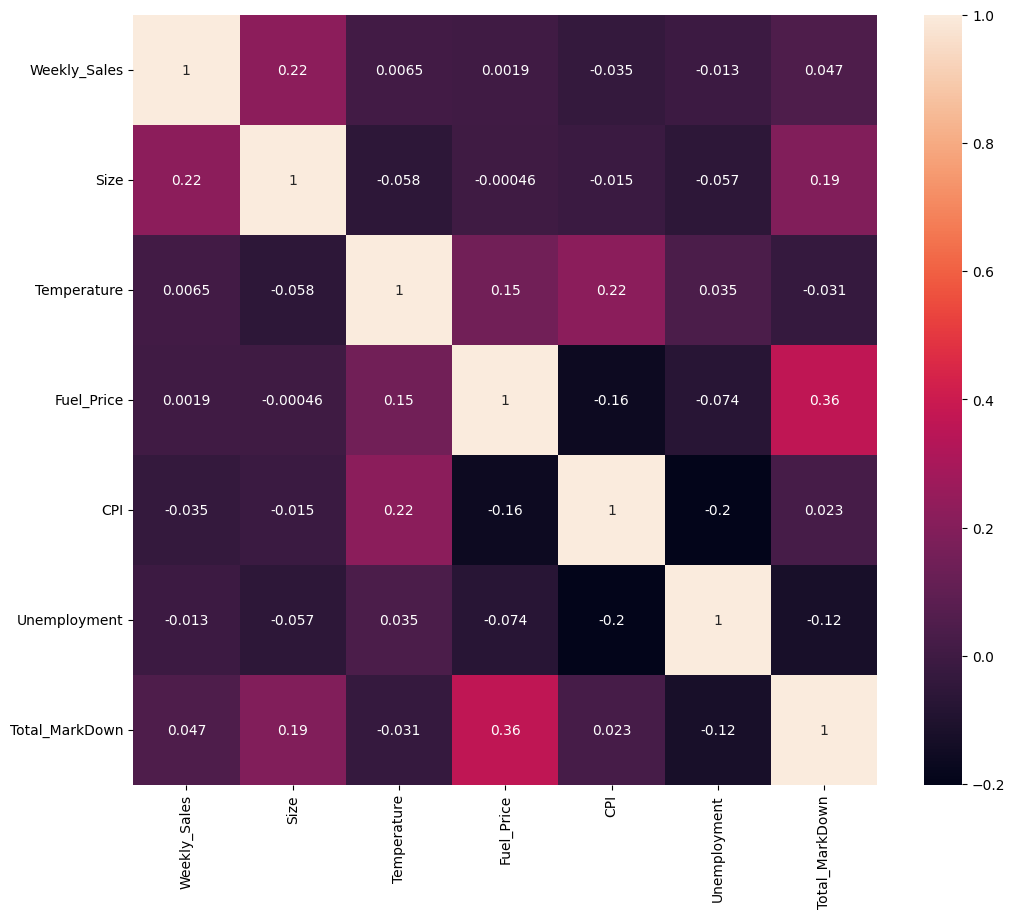 Weekly_Sales 1 0.22 0.0065 0.0019 -0.035 -0.013 0.047
Size 0.22 1 -0.058 -0.00046 -0.015 -0.057 0.19
Temperature 0.0065 -0.058 1 0.15 0.22 0.035 -0.031
Fuel_Price 0.0019 -0.00046 0.15 1 -0.16 -0.074 0.36
CPI -0.035 -0.015 0.22 -0.16 1 -0.2 0.023
Unemployment -0.013 -0.057 0.035 -0.074 -0.2 1 -0.12
Total_MarkDown 0.047 0.19 -0.031 0.36 0.023 -0.12 1
Weekly_Sales
Size
Temperature
Fuel_Price
CPI
Unemployment
Total_MarkDown
1.0
0.8
0.6
0.4
0.2
0.0
−0.2